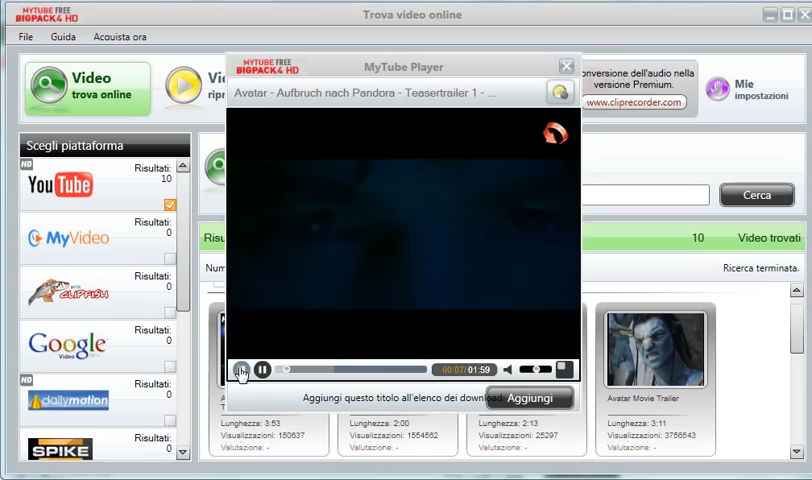 MYTUBE FREE
BIGPACK4 HD
Trova video online
File Guida Acquista ora
Video
trova online
Vi
ripr
MYTUBE FREE
BIGPACK4 HD
MyTube Player
Avatar - Aufbruch nach Pandora - Teasertrailer 1 - ...
onversione dell'audio nella
versione Premium.
www.cliprecorder.com
Mie
impostazioni
Scegli piattaforma
HD
YouTube
Risultati:
10
MyVideo
Risultati:
0
CLIPFISH
Risultati:
0
Google
Video
Risultati:
0
HD
dailymotion
Risultati:
0
SPIKE
Risultati:
0
Cerca
Risu
10 Video trovati
Num
Ricerca terminata.
00:07/01:59
Aggiungi questo titolo all'elenco dei download
Aggiungi
Avatar Movie Trailer
Lunghezza: 3:53
Visualizzazioni: 150637
Valutazione: -
Lunghezza: 2:00
Visualizzazioni: 1554562
Valutazione: -
Lunghezza: 2:13
Visualizzazioni: 25297
Valutazione: -
Lunghezza: 3:11
Visualizzazioni: 3756543
Valutazione: -